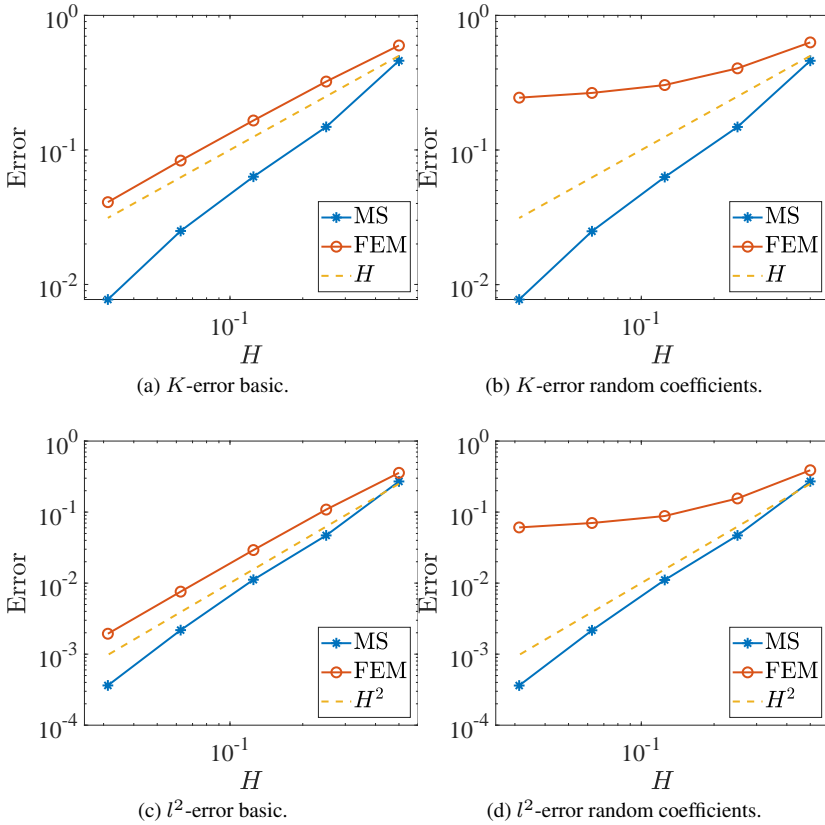 10^0
10^-1
10^-2
Error
10^-1
H
MS
FEM
H
(a) K-error basic.
10^0
10^-1
10^-2
Error
10^-1
H
MS
FEM
H
(b) K-error random coefficients.
10^0
10^-1
10^-2
10^-3
10^-4
Error
10^-1
H
MS
FEM
H^2
(c) l^2-error basic.
10^0
10^-1
10^-2
10^-3
10^-4
Error
10^-1
H
MS
FEM
H^2
(d) l^2-error random coefficients.